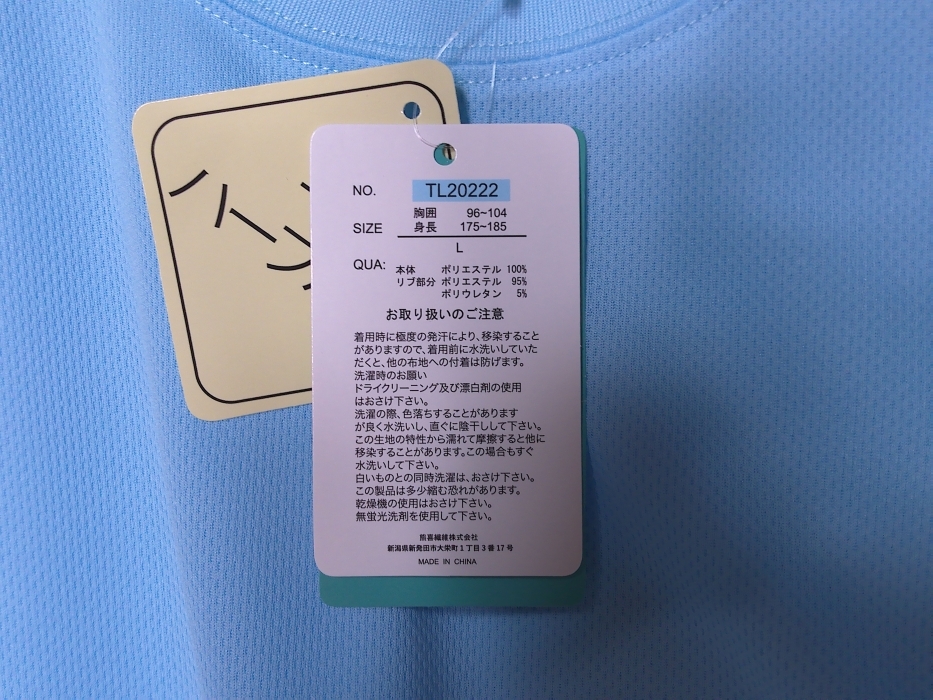 NO. TL20222
胸囲 96~104
SIZE 身長 175~185
L
QUA: 本体 ポリエステル 100%
リブ部分 ポリエステル 95%
ポリウレタン 5%
お取り扱いのご注意
着用時に極度の発汗により、移染すること
がありますので、着用前に水洗いしていた
だくと、他の布地への付着は防げます。
洗濯時のお願い
ドライクリーニング及び漂白剤の使用
はおさけ下さい。
洗濯の際、色落ちすることがあります
が良く水洗いし、直ぐに陰干しして下さい。
この生地の特性から濡れて摩擦すると他に
移染することがあります。この場合もすぐ
水洗いして下さい。
白いものとの同時洗濯は、おさけ下さい。
この製品は多少縮む恐れがあります。
乾燥機の使用はおさけ下さい。
無蛍光洗剤を使用して下さい。
熊喜繊維株式会社
新潟県新発田市大栄町1丁目3番17号
MADE IN CHINA